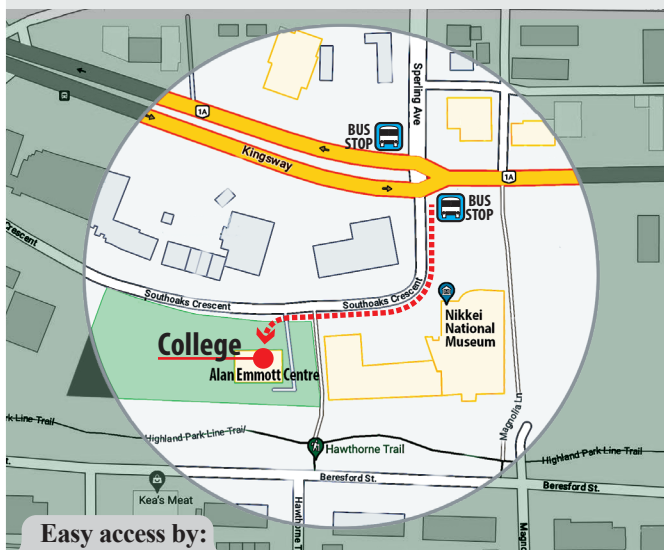 Sperling Ave
1A
BUS
STOP
Kingsway
1A
BUS
STOP
Crescent
Southoaks Crescent
Southoaks Crescent
Nikkei
National
Museum
College
Alan Emmott Centre
Magnolia Ln
Park Line Trail
Highland Park Line Trail
Hawthorne Trail
Highland Park Line Trail
Beresford St.
Beresford St.
Kea's Meat
Hawthorne T
Magno
Easy access by: